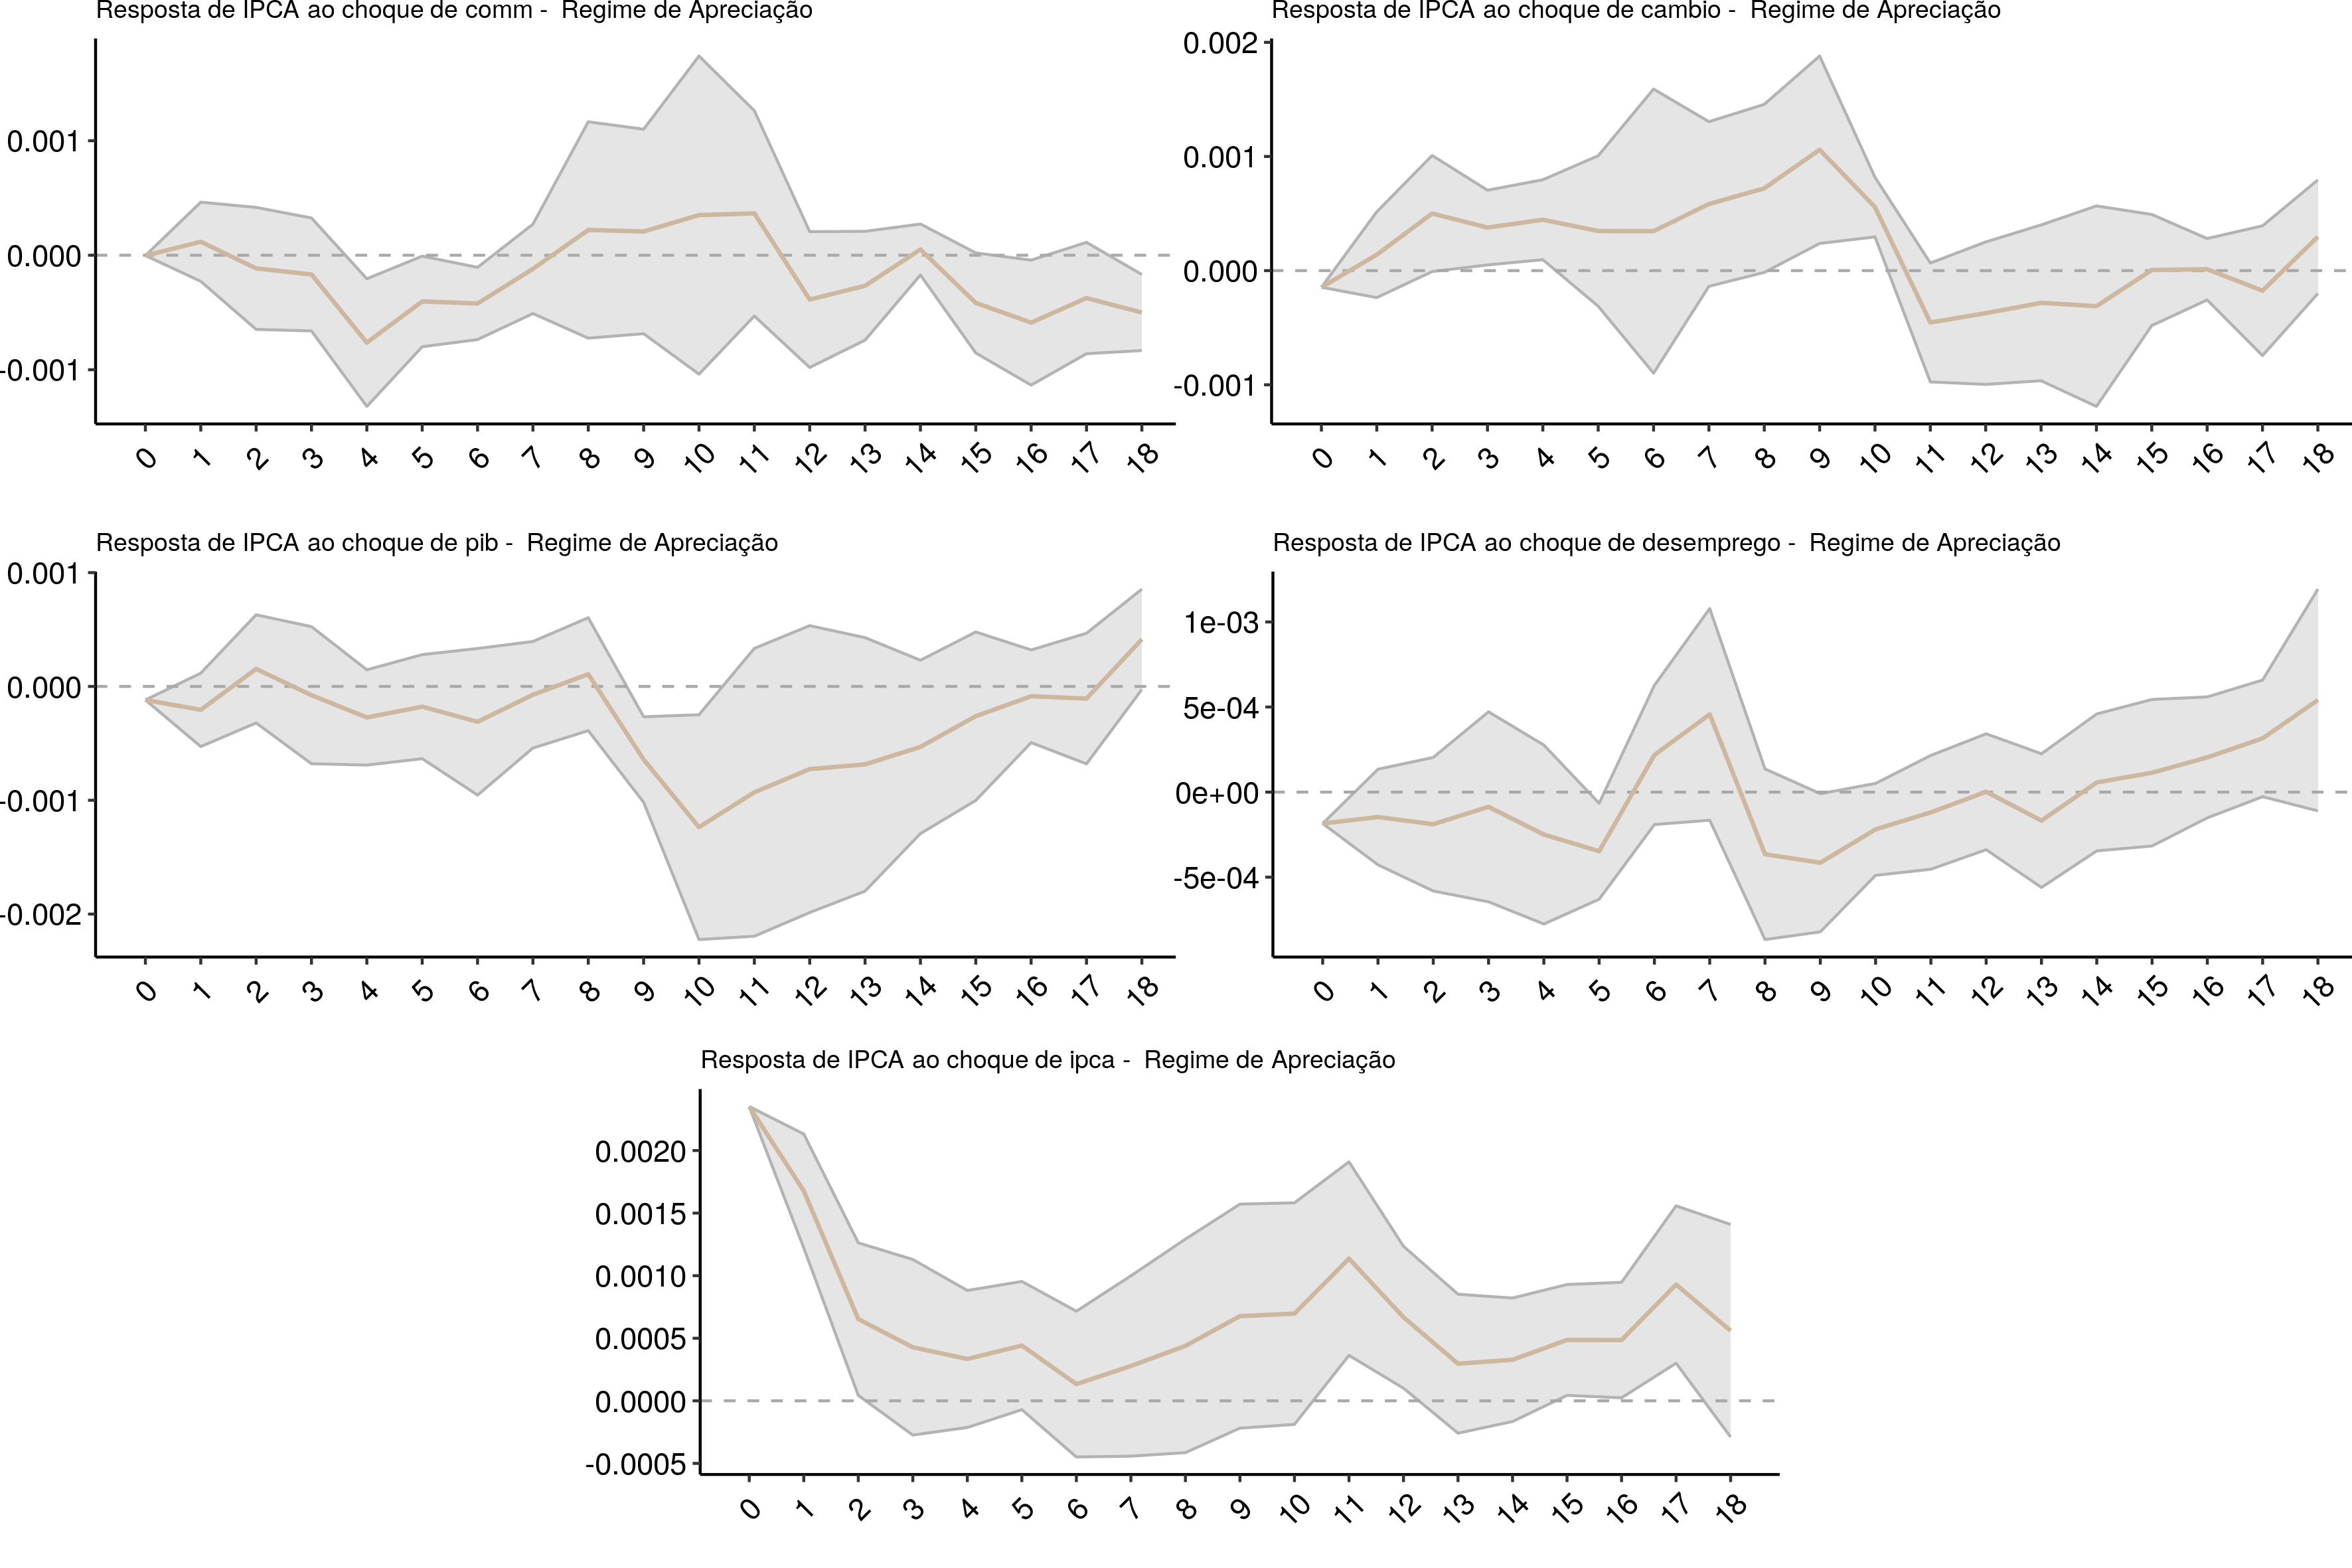 Resposta de IPCA ao choque de comm -  Regime de Apreciação
0.001
0.000
-0.001
0 1 2 3 4 5 6 7 8 9 10 11 12 13 14 15 16 17 18
Resposta de IPCA ao choque de cambio -  Regime de Apreciação
0.002
0.001
0.000
-0.001
0 1 2 3 4 5 6 7 8 9 10 11 12 13 14 15 16 17 18
Resposta de IPCA ao choque de pib -  Regime de Apreciação
0.001
0.000
-0.001
-0.002
0 1 2 3 4 5 6 7 8 9 10 11 12 13 14 15 16 17 18
Resposta de IPCA ao choque de desemprego -  Regime de Apreciação
1e-03
5e-04
0e+00
-5e-04
0 1 2 3 4 5 6 7 8 9 10 11 12 13 14 15 16 17 18
Resposta de IPCA ao choque de ipca -  Regime de Apreciação
0.0020
0.0015
0.0010
0.0005
0.0000
-0.0005
0 1 2 3 4 5 6 7 8 9 10 11 12 13 14 15 16 17 18